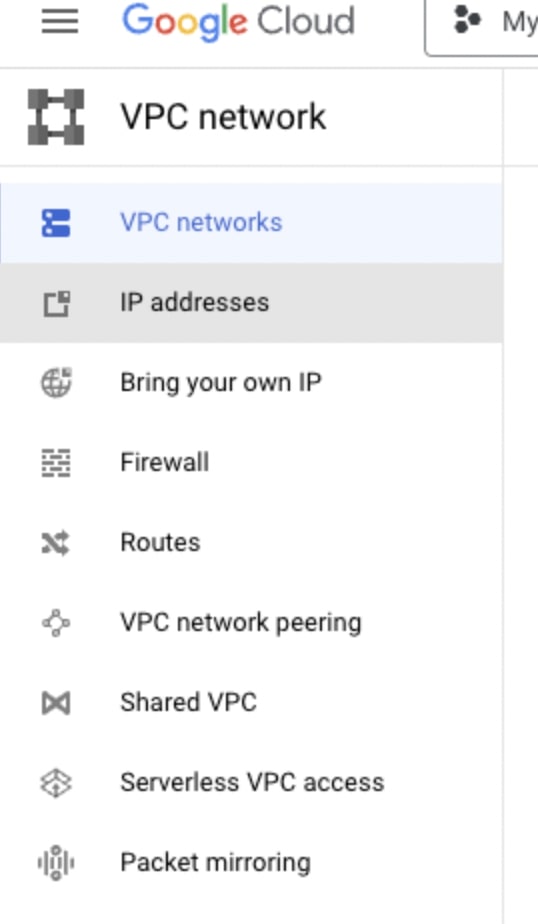 Google Cloud
My
VPC network
VPC networks
IP addresses
Bring your own IP
Firewall
Routes
VPC network peering
Shared VPC
Serverless VPC access
Packet mirroring